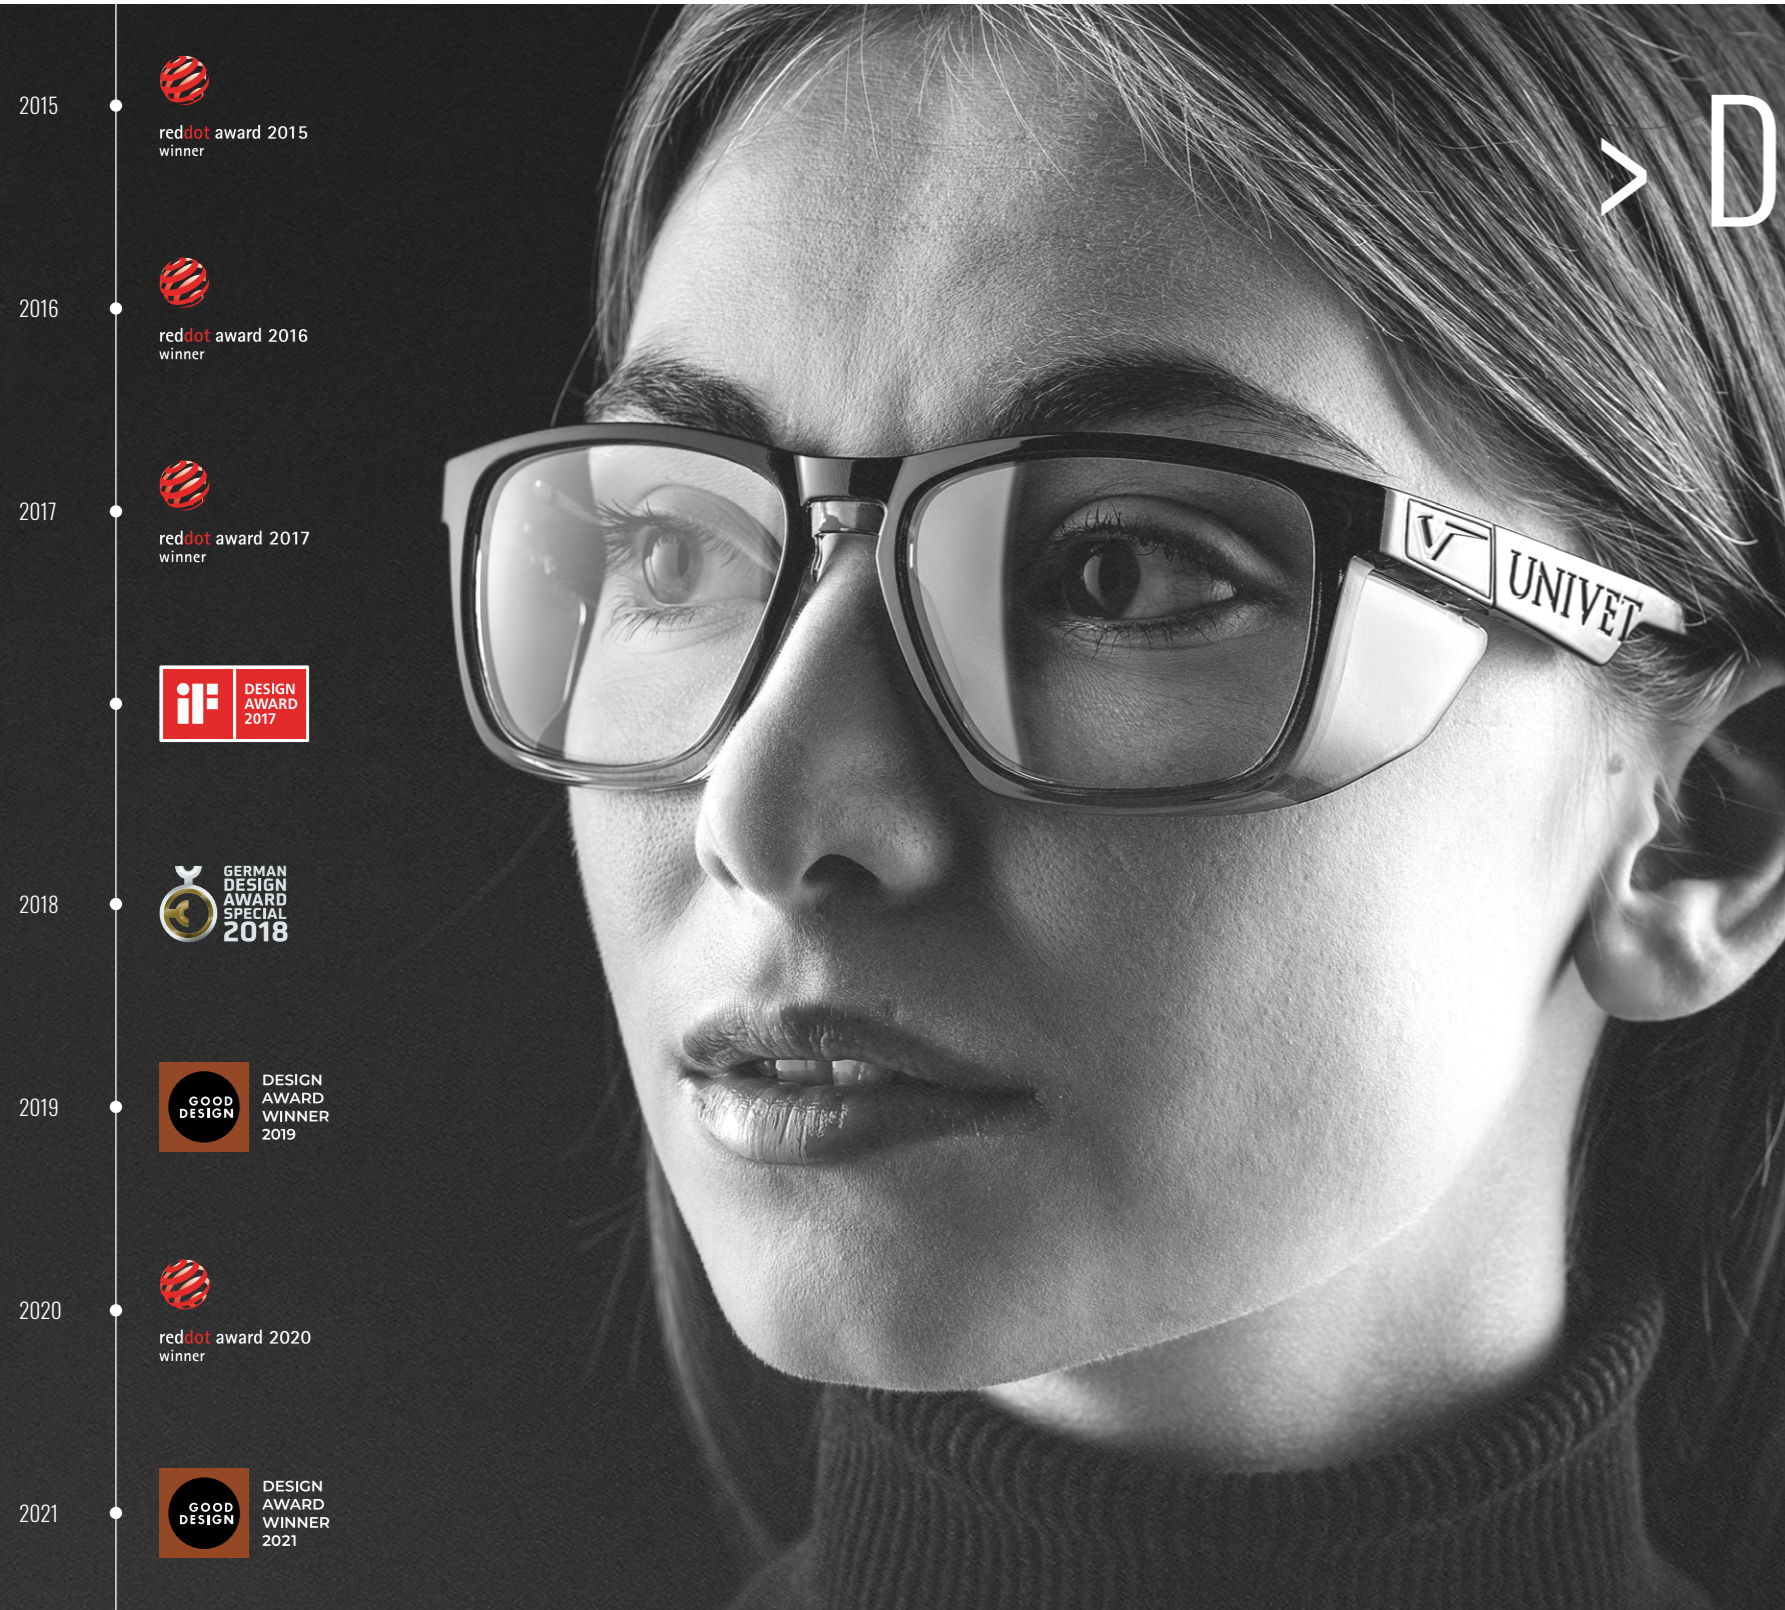 2015
reddot award 2015
winner
> D
2016
reddot award 2016
winner
2017
reddot award 2017
winner
UNIVET
iF
DESIGN
AWARD
2017
2018
GERMAN
DESIGN
AWARD
SPECIAL
2018
2019
GOOD
DESIGN
DESIGN
AWARD
WINNER
2019
2020
reddot award 2020
winner
2021
GOOD
DESIGN
DESIGN
AWARD
WINNER
2021